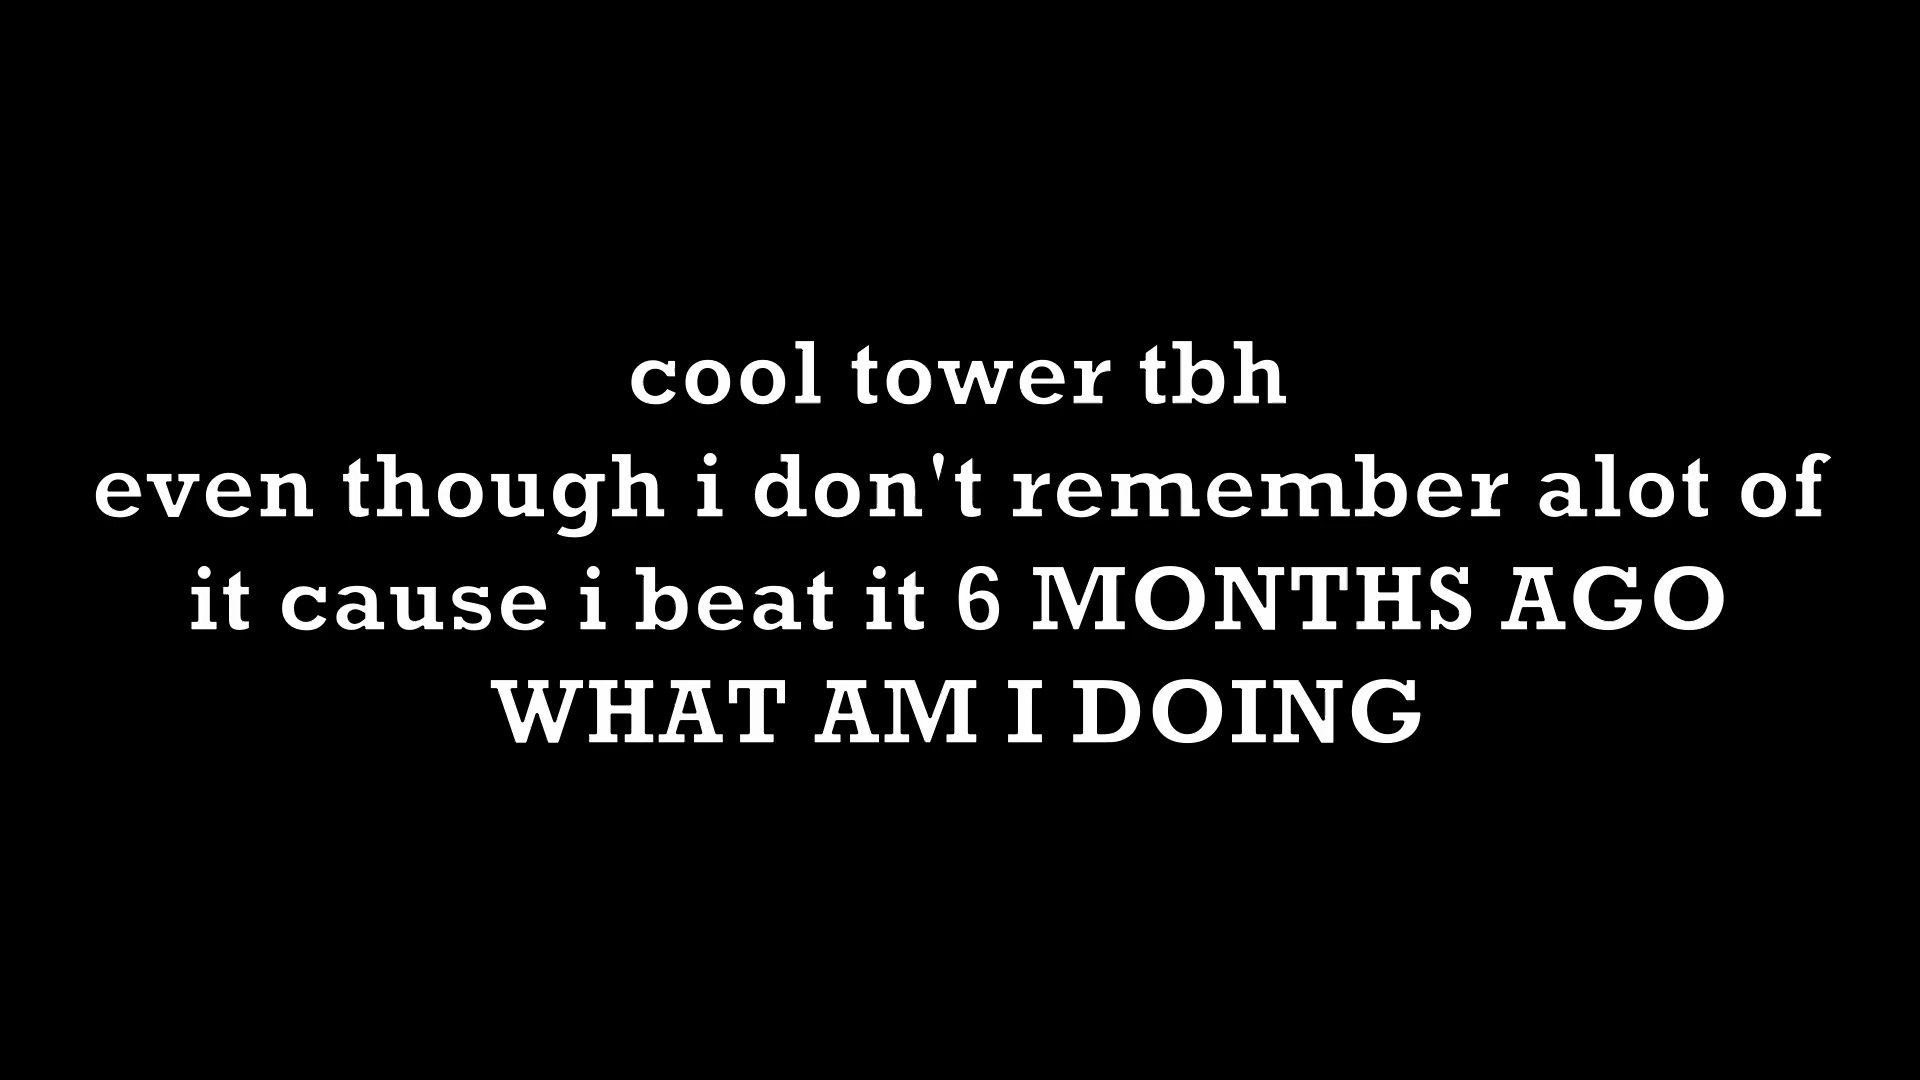 cool tower tbh
even though i don't remember alot of
it cause i beat it 6 MONTHS AGO
WHAT AM I DOING